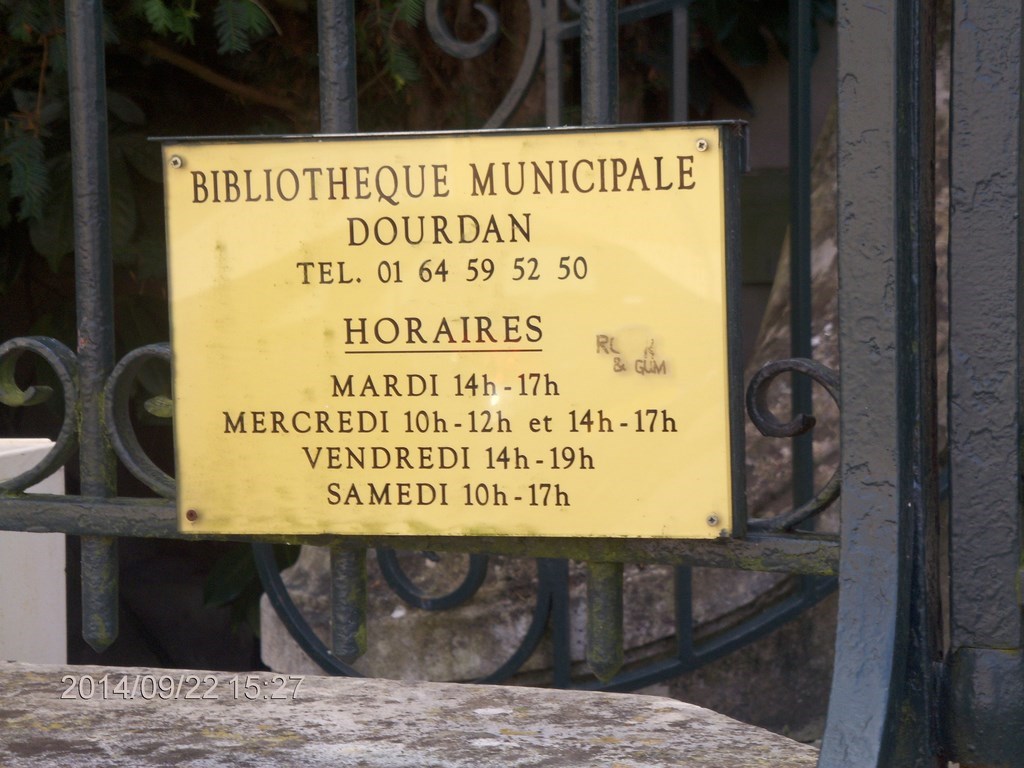 BIBLIOTHEQUE MUNICIPALE
DOURDAN
TEL. 01 64 59 52 50
HORAIRES
MARDI 14h-17h
MERCREDI 10h-12h et 14h-17h
VENDREDI 14h-19h
SAMEDI 10h-17h
& GUM
2014/09/22 15:27